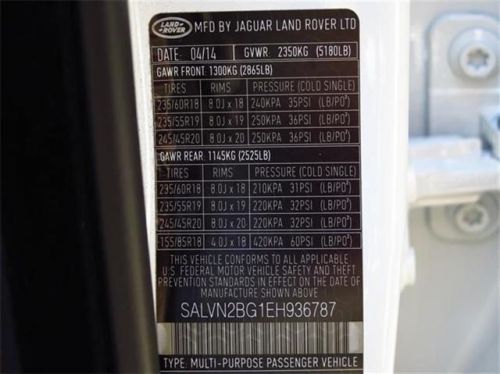 LAND ROVER MFD BY JAGUAR LAND ROVER LTD
DATE: 04/14 GVWR: 2350KG (5180LB)
GAWR FRONT: 1300KG (2865LB)
TIRES RIMS PRESSURE (COLD SINGLE)
235/60R18 8.0J x 18 240KPA 35PSI (LB/PO²)
235/55R19 8.0J x 19 250KPA 36PSI (LB/PO²)
245/45R20 8.0J x 20 250KPA 36PSI (LB/PO²)
GAWR REAR: 1145KG (2525LB)
TIRES RIMS PRESSURE (COLD SINGLE)
235/60R18 8.0J x 18 210KPA 31PSI (LB/PO²)
235/55R19 8.0J x 19 220KPA 32PSI (LB/PO²)
245/45R20 8.0J x 20 220KPA 32PSI (LB/PO²)
155/85R18 4.0J x 18 420KPA 60PSI (LB/PO²)
THIS VEHICLE CONFORMS TO ALL APPLICABLE
U.S FEDERAL MOTOR VEHICLE SAFETY AND THEFT
PREVENTION STANDARDS IN EFFECT ON THE DATE
OF MANUFACTURE SHOWN ABOVE.
SALVN2BG1EH936787
TYPE: MULTI-PURPOSE PASSENGER VEHICLE